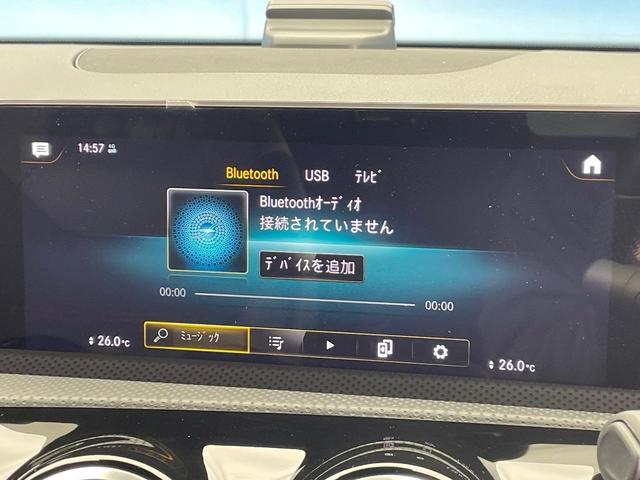 14:57 4G
Bluetooth USB ﾃﾚﾋﾞ
Bluetoothｵｰﾃﾞｨｵ
接続されていません
ﾃﾞﾊﾞｲｽを追加
00:00 00:00
26.0℃ ﾐｭｰｼﾞｯｸ 26.0℃